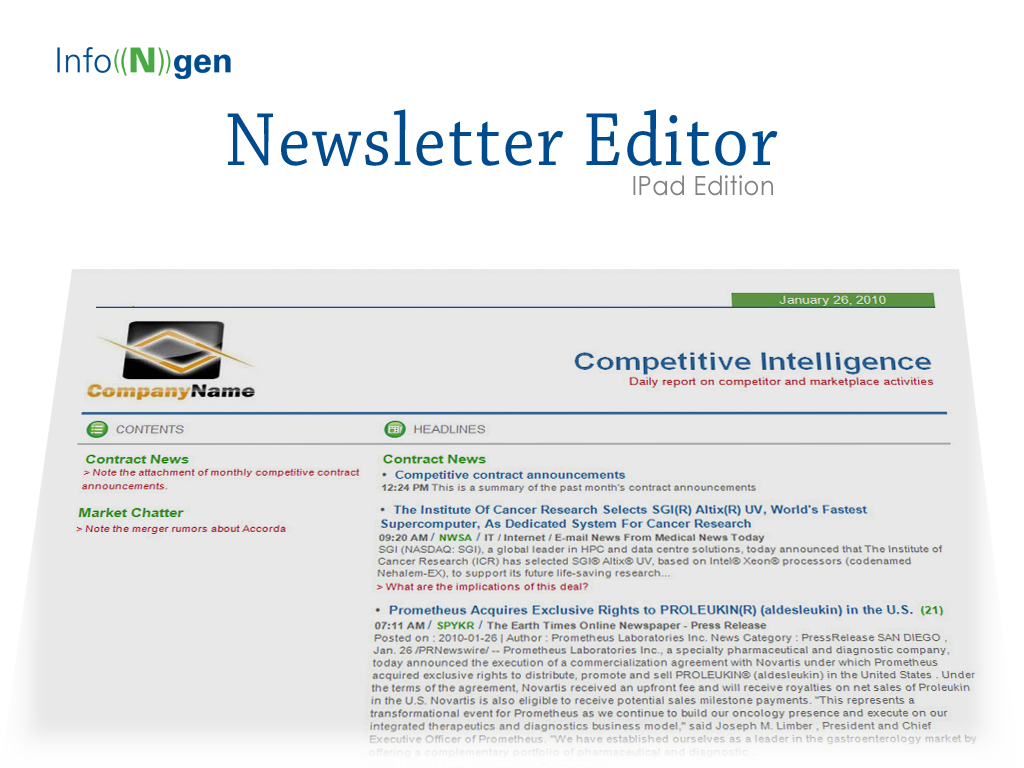 Info((N))gen
Newsletter Editor
IPad Edition
January 26, 2010
CompanyName
Competitive Intelligence
Daily report on competitor and marketplace activities
CONTENTS
HEADLINES
Contract News
> Note the attachment of monthly competitive contract
announcements.
Market Chatter
> Note the merger rumors about Accorda
Contract News
• Competitive contract announcements
12:24 PM This is a summary of the past month's contract announcements
• The Institute Of Cancer Research Selects SGI(R) Altix(R) UV, World's Fastest
Supercomputer, As Dedicated System For Cancer Research
09:20 AM / NWSA / IT / Internet / E-mail News From Medical News Today
SGI (NASDAQ: SGI), a global leader in HPC and data centre solutions, today announced that The Institute of
Cancer Research (ICR) has selected SGI® Altix® UV, based on Intel® Xeon® processors (codenamed
Nehalem-EX), to support its future life-saving research...
> What are the implications of this deal?
• Prometheus Acquires Exclusive Rights to PROLEUKIN(R) (aldesleukin) in the U.S. (21)
07:11 AM / SPYKR / The Earth Times Online Newspaper - Press Release
Posted on : 2010-01-26 | Author : Prometheus Laboratories Inc. News Category : PressRelease SAN DIEGO ,
Jan. 26 /PRNewswire/ -- Prometheus Laboratories Inc., a specialty pharmaceutical and diagnostic company,
today announced the execution of a commercialization agreement with Novartis under which Prometheus
acquired exclusive rights to distribute, promote and sell PROLEUKIN® (aldesleukin) in the United States . Under
the terms of the agreement, Novartis received an upfront fee and will receive royalties on net sales of Proleukin
in the U.S. Novartis is also eligible to receive potential sales milestone payments. "This represents a
transformational event for Prometheus as we continue to build our oncology presence and execute on our
integrated therapeutics and diagnostics business model," said Joseph M. Limber , President and Chief
Executive Officer of Prometheus. "We have established ourselves as a leader in the gastroenterology market by
offering a complementary portfolio of pharmaceutical and diagnostic